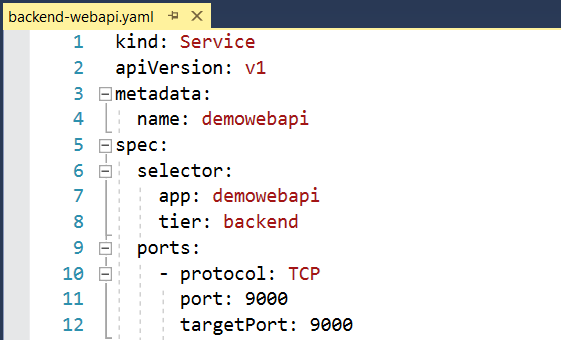 backend-webapi.yaml
1 kind: Service
2 apiVersion: v1
3 metadata:
4   name: demowebapi
5 spec:
6   selector:
7     app: demowebapi
8     tier: backend
9   ports:
10     - protocol: TCP
11       port: 9000
12       targetPort: 9000